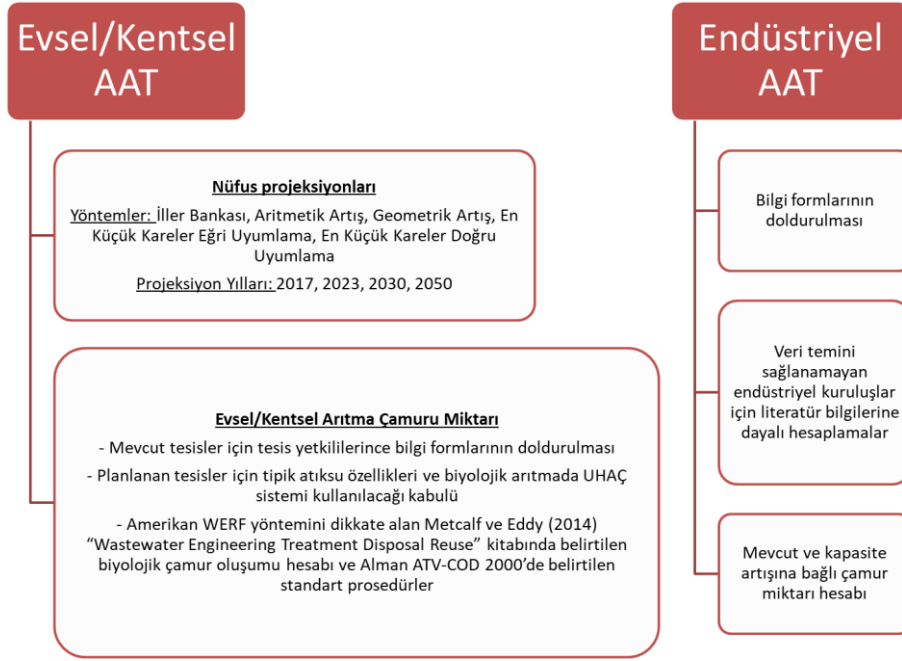 Evsel/Kentsel
AAT
Nüfus projeksiyonları
Yöntemler: İller Bankası, Aritmetik Artış, Geometrik Artış, En
Küçük Kareler Eğri Uyumlama, En Küçük Kareler Doğru
Uyumlama
Projeksiyon Yılları: 2017, 2023, 2030, 2050
Evsel/Kentsel Arıtma Çamuru Miktarı
- Mevcut tesisler için tesis yetkililerince bilgi formlarının doldurulması
- Planlanan tesisler için tipik atıksu özellikleri ve biyolojik arıtmada UHAÇ
sistemi kullanılacağı kabulü
- Amerikan WERF yöntemini dikkate alan Metcalf ve Eddy (2014)
“Wastewater Engineering Treatment Disposal Reuse” kitabında belirtilen
biyolojik çamur oluşumu hesabı ve Alman ATV-COD 2000’de belirtilen
standart prosedürler
Endüstriyel
AAT
Bilgi formlarının
doldurulması
Veri temini
sağlanamayan
endüstriyel kuruluşlar
için literatür bilgilerine
dayalı hesaplamalar
Mevcut ve kapasite
artışına bağlı çamur
miktarı hesabı